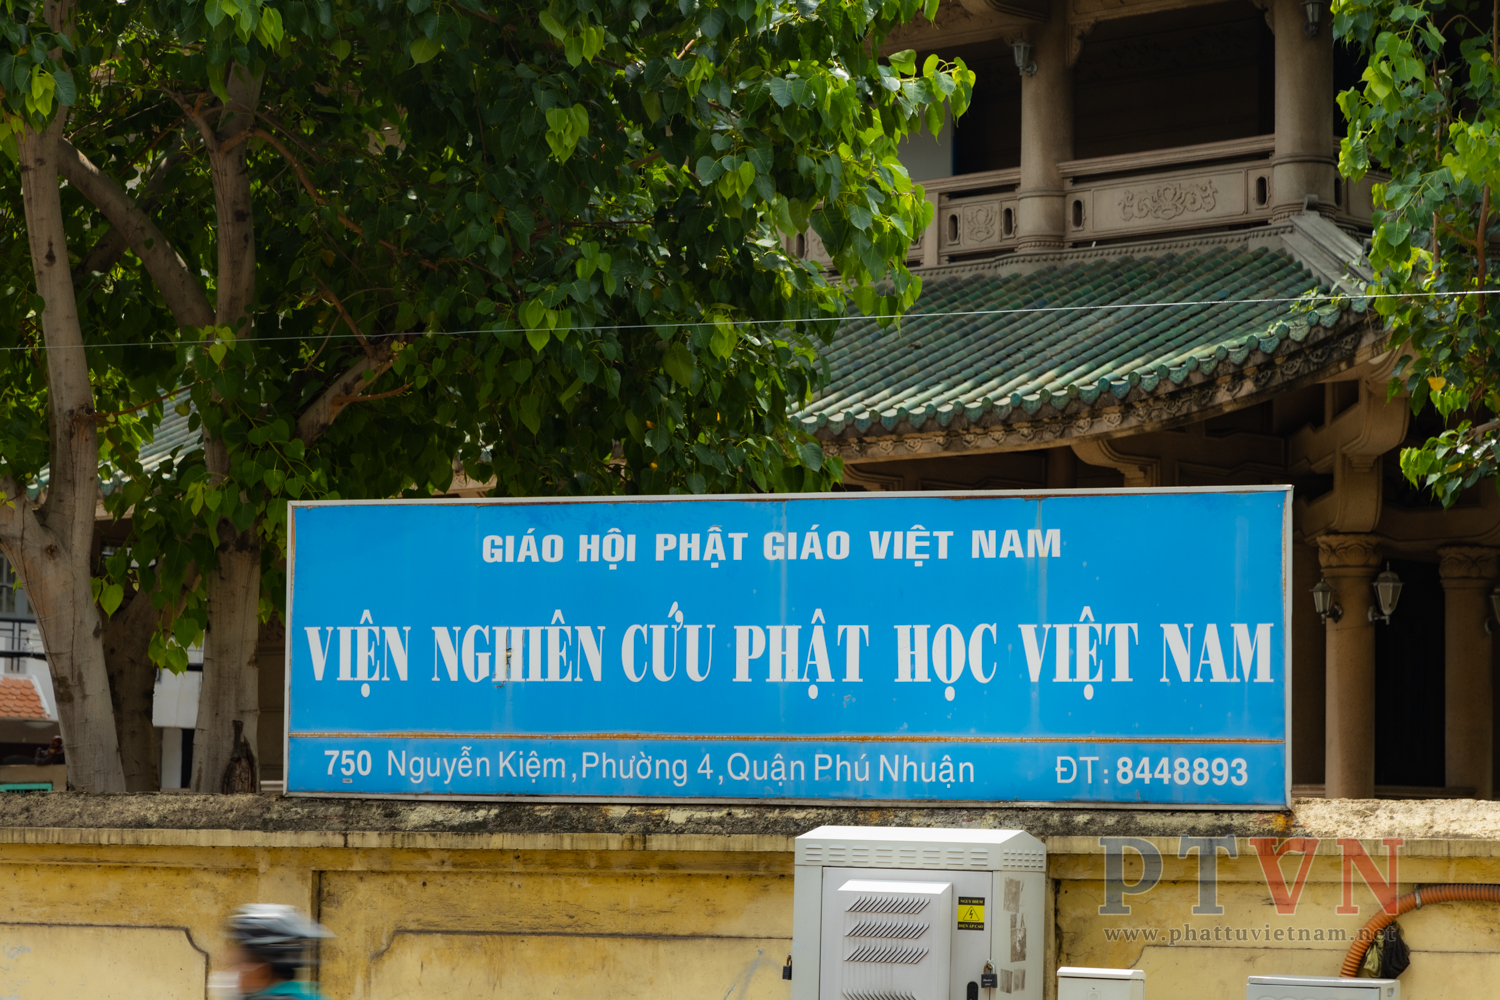 GIÁO HỘI PHẬT GIÁO VIỆT NAM
VIỆN NGHIÊN CỨU PHẬT HỌC VIỆT NAM
750 Nguyễn Kiệm, Phường 4, Quận Phú Nhuận ĐT: 8448893
PTVN
www.phattuvietnam.net